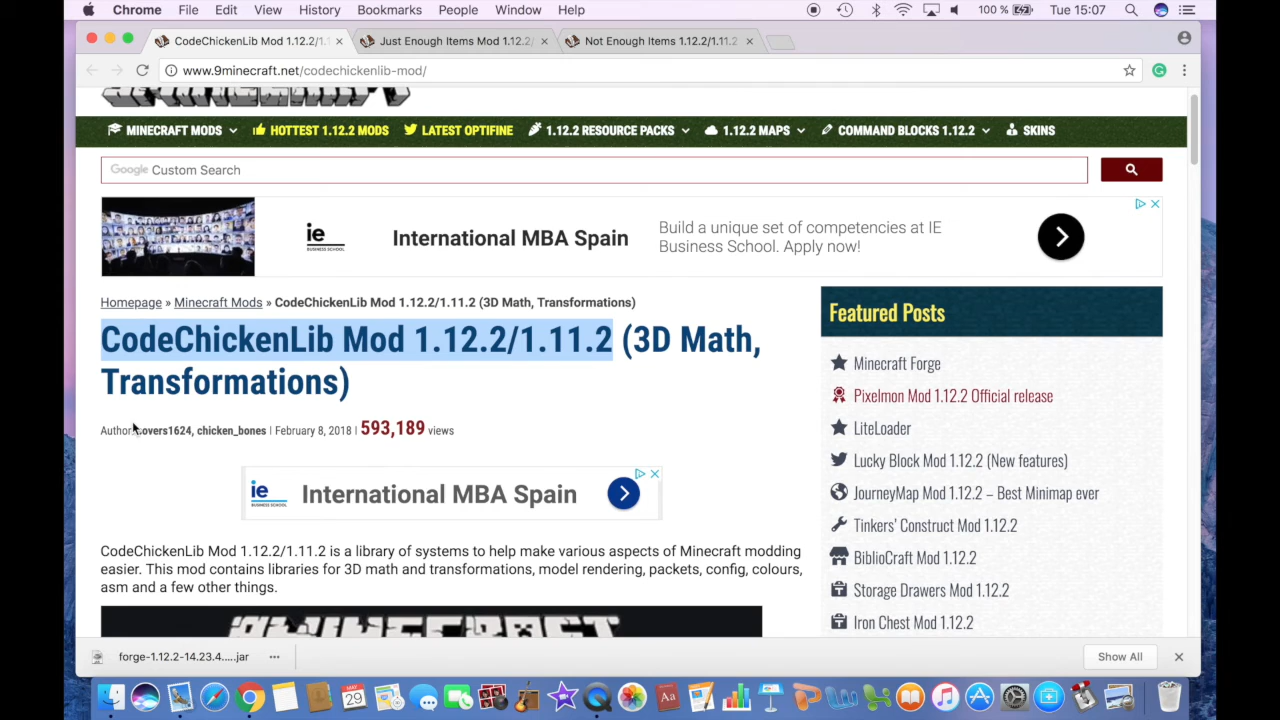 Chrome File Edit View History Bookmarks People Window Help 100 % Tue 15:07
CodeChickenLib Mod 1.12.2/1.1 Just Enough Items Mod 1.12.2/ Not Enough Items 1.12.2/1.11.2
www.9minecraft.net/codechickenlib-mod/
MINECRAFT MODS HOTTEST 1.12.2 MODS LATEST OPTIFINE 1.12.2 RESOURCE PACKS 1.12.2 MAPS COMMAND BLOCKS 1.12.2 SKINS
Google Custom Search
ie
BUSINESS SCHOOL
International MBA Spain
Build a unique set of competencies at IE
Business School. Apply now!
Homepage » Minecraft Mods » CodeChickenLib Mod 1.12.2/1.11.2 (3D Math, Transformations)
CodeChickenLib Mod 1.12.2/1.11.2 (3D Math,
Transformations)
Author: covers1624, chicken_bones | February 8, 2018 | 593,189 views
ie
BUSINESS SCHOOL
International MBA Spain
CodeChickenLib Mod 1.12.2/1.11.2 is a library of systems to help make various aspects of Minecraft modding
easier. This mod contains libraries for 3D math and transformations, model rendering, packets, config, colours,
asm and a few other things.
Featured Posts
Minecraft Forge
Pixelmon Mod 1.12.2 Official release
LiteLoader
Lucky Block Mod 1.12.2 (New features)
JourneyMap Mod 1.12.2 – Best Minimap ever
Tinkers' Construct Mod 1.12.2
BiblioCraft Mod 1.12.2
Storage Drawers Mod 1.12.2
Iron Chest Mod 1.12.2
forge-1.12.2-14.23.4.....jar
Show All
MAY
29